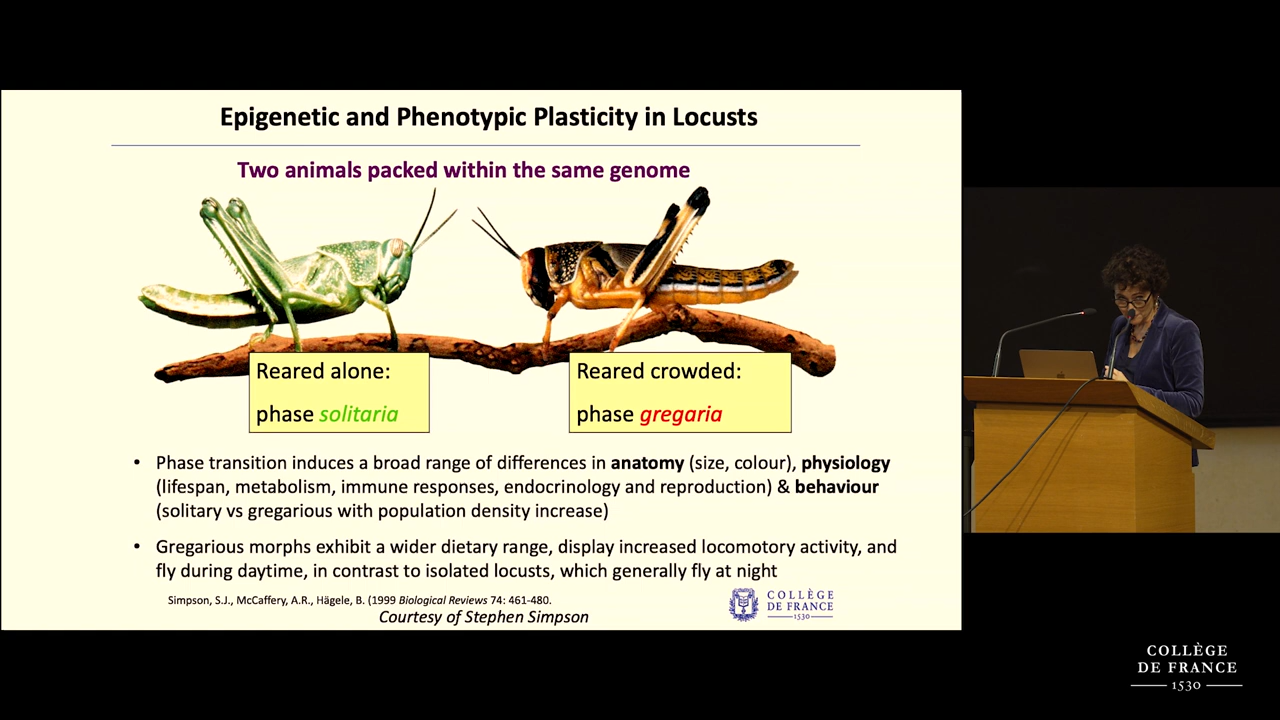 Epigenetic and Phenotypic Plasticity in Locusts
Two animals packed within the same genome
Reared alone:
phase solitaria
Reared crowded:
phase gregaria
• Phase transition induces a broad range of differences in anatomy (size, colour), physiology
(lifespan, metabolism, immune responses, endocrinology and reproduction) & behaviour
(solitary vs gregarious with population density increase)
• Gregarious morphs exhibit a wider dietary range, display increased locomotory activity, and
fly during daytime, in contrast to isolated locusts, which generally fly at night
Simpson, S.J., McCaffery, A.R., Hägele, B. (1999 Biological Reviews 74: 461-480.
Courtesy of Stephen Simpson
COLLÈGE
DE FRANCE
1530
COLLÈGE
DE FRANCE
1530